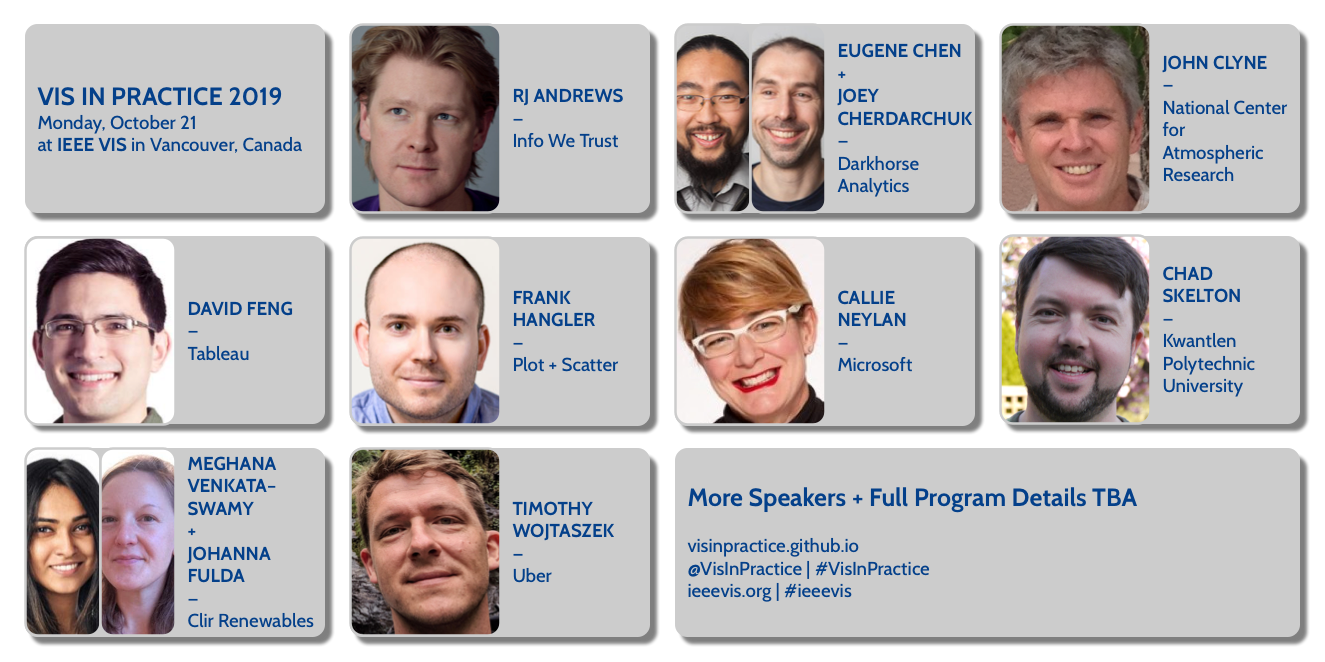 VIS IN PRACTICE 2019
Monday, October 21
at IEEE VIS in Vancouver, Canada
RJ ANDREWS
–
Info We Trust
EUGENE CHEN
+
JOEY
CHERDARCHUK
–
Darkhorse
Analytics
JOHN CLYNE
–
National Center
for
Atmospheric
Research
DAVID FENG
–
Tableau
FRANK
HANGLER
–
Plot + Scatter
CALLIE
NEYLAN
–
Microsoft
CHAD
SKELTON
–
Kwantlen
Polytechnic
University
MEGHANA
VENKATA–
SWAMY
+
JOHANNA
FULDA
–
Clir Renewables
TIMOTHY
WOJTASZEK
–
Uber
More Speakers + Full Program Details TBA
visinpractice.github.io
@VisInPractice | #VisInPractice
ieeevis.org | #ieeevis